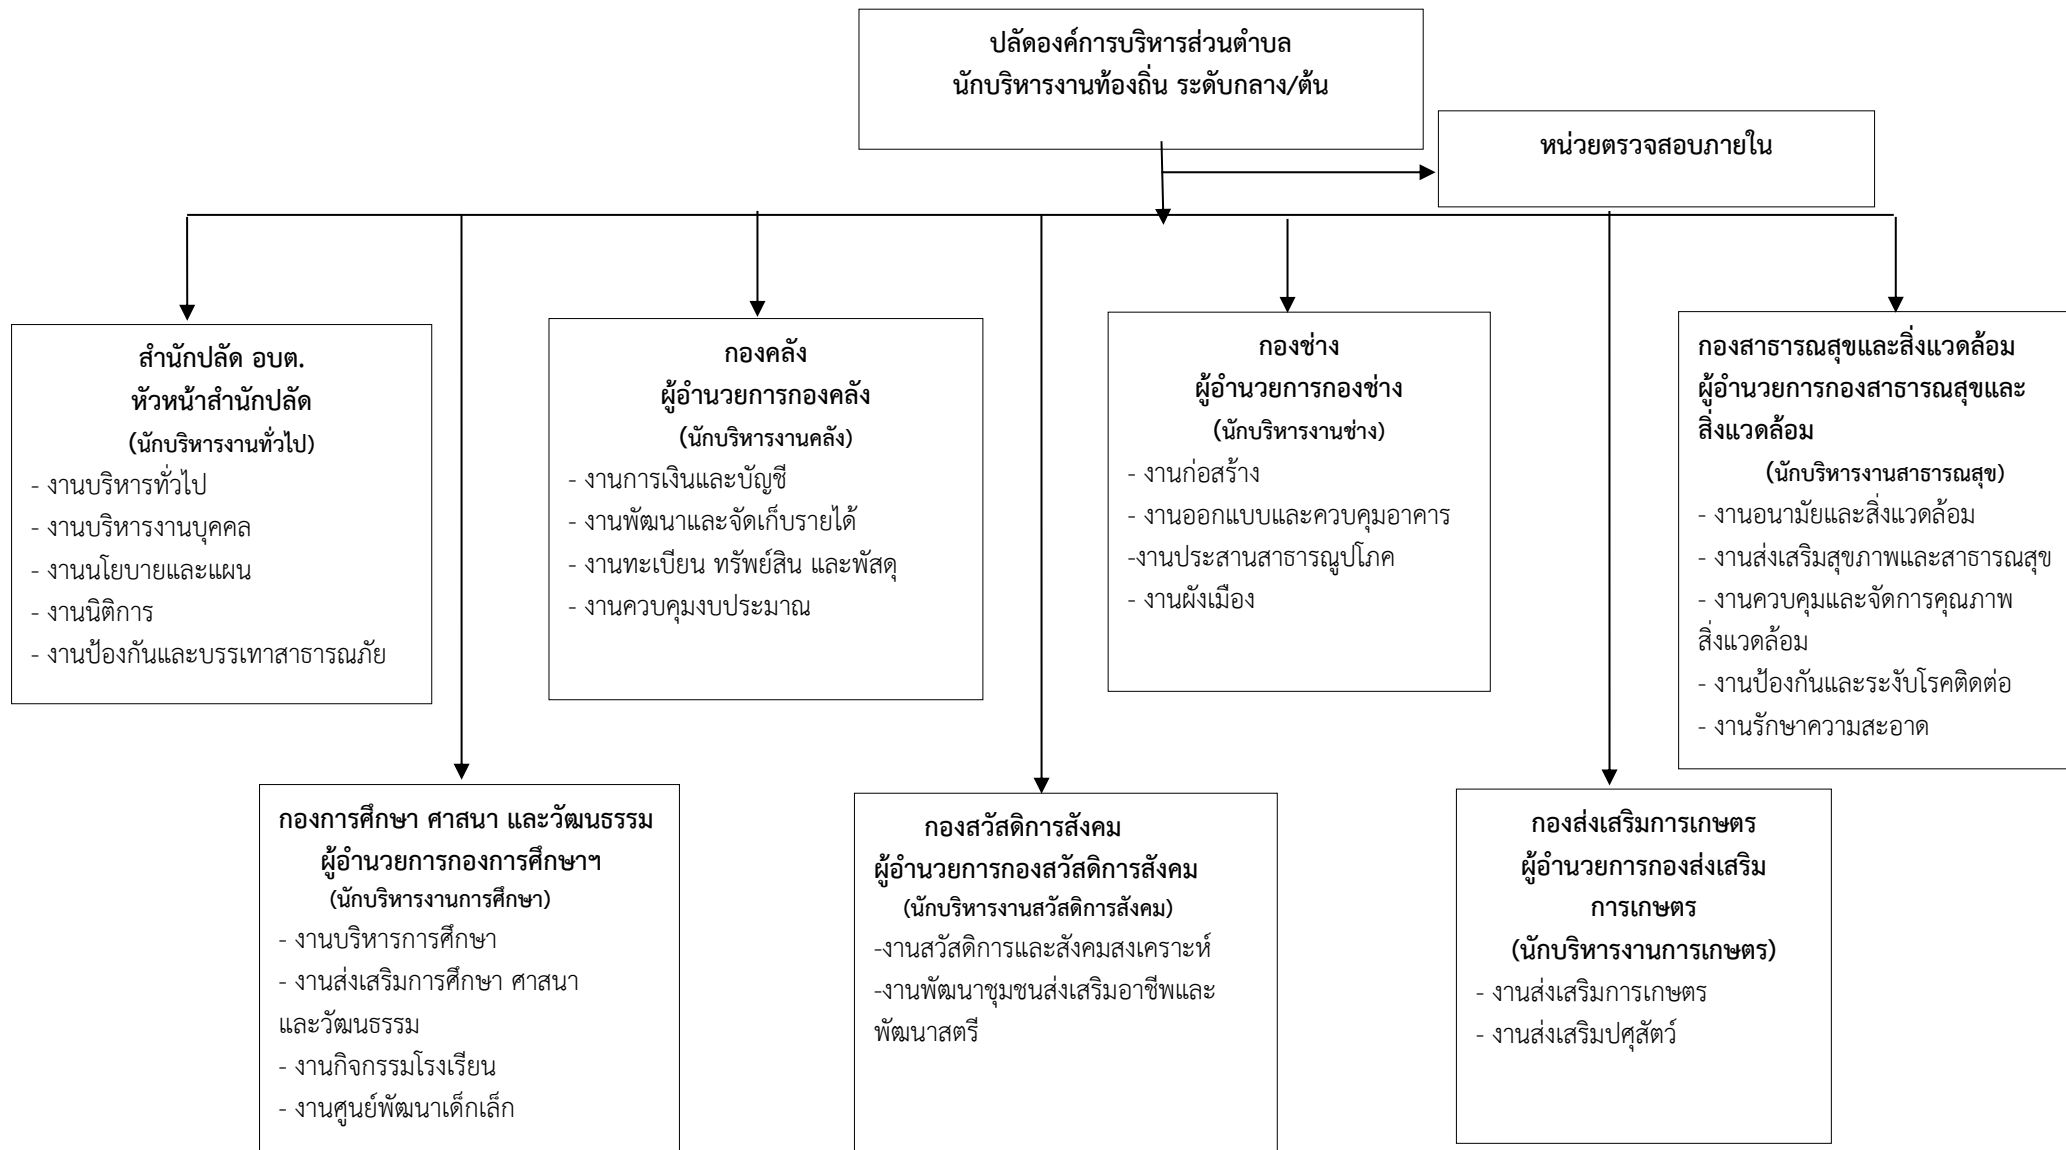 ปลัดองค์การบริหารส่วนตำบล
นักบริหารงานท้องถิ่น ระดับกลาง/ต้น
หน่วยตรวจสอบภายใน
สำนักปลัด อบต.
หัวหน้าสำนักปลัด
(นักบริหารงานทั่วไป)
- งานบริหารทั่วไป
- งานบริหารงานบุคคล
- งานนโยบายและแผน
- งานนิติการ
- งานป้องกันและบรรเทาสาธารณภัย
กองคลัง
ผู้อำนวยการกองคลัง
(นักบริหารงานคลัง)
- งานการเงินและบัญชี
- งานพัฒนาและจัดเก็บรายได้
- งานทะเบียน ทรัพย์สิน และพัสดุ
- งานควบคุมงบประมาณ
กองช่าง
ผู้อำนวยการกองช่าง
(นักบริหารงานช่าง)
- งานก่อสร้าง
- งานออกแบบและควบคุมอาคาร
-งานประสานสาธารณูปโภค
- งานผังเมือง
กองสาธารณสุขและสิ่งแวดล้อม
ผู้อำนวยการกองสาธารณสุขและ
สิ่งแวดล้อม
(นักบริหารงานสาธารณสุข)
- งานอนามัยและสิ่งแวดล้อม
- งานส่งเสริมสุขภาพและสาธารณสุข
- งานควบคุมและจัดการคุณภาพ
สิ่งแวดล้อม
- งานป้องกันและระงับโรคติดต่อ
- งานรักษาความสะอาด
กองการศึกษา ศาสนา และวัฒนธรรม
ผู้อำนวยการกองการศึกษาฯ
(นักบริหารงานการศึกษา)
- งานบริหารการศึกษา
- งานส่งเสริมการศึกษา ศาสนา
และวัฒนธรรม
- งานกิจกรรมโรงเรียน
- งานศูนย์พัฒนาเด็กเล็ก
กองสวัสดิการสังคม
ผู้อำนวยการกองสวัสดิการสังคม
(นักบริหารงานสวัสดิการสังคม)
-งานสวัสดิการและสังคมสงเคราะห์
-งานพัฒนาชุมชนส่งเสริมอาชีพและ
พัฒนาสตรี
กองส่งเสริมการเกษตร
ผู้อำนวยการกองส่งเสริม
การเกษตร
(นักบริหารงานการเกษตร)
- งานส่งเสริมการเกษตร
- งานส่งเสริมปศุสัตว์